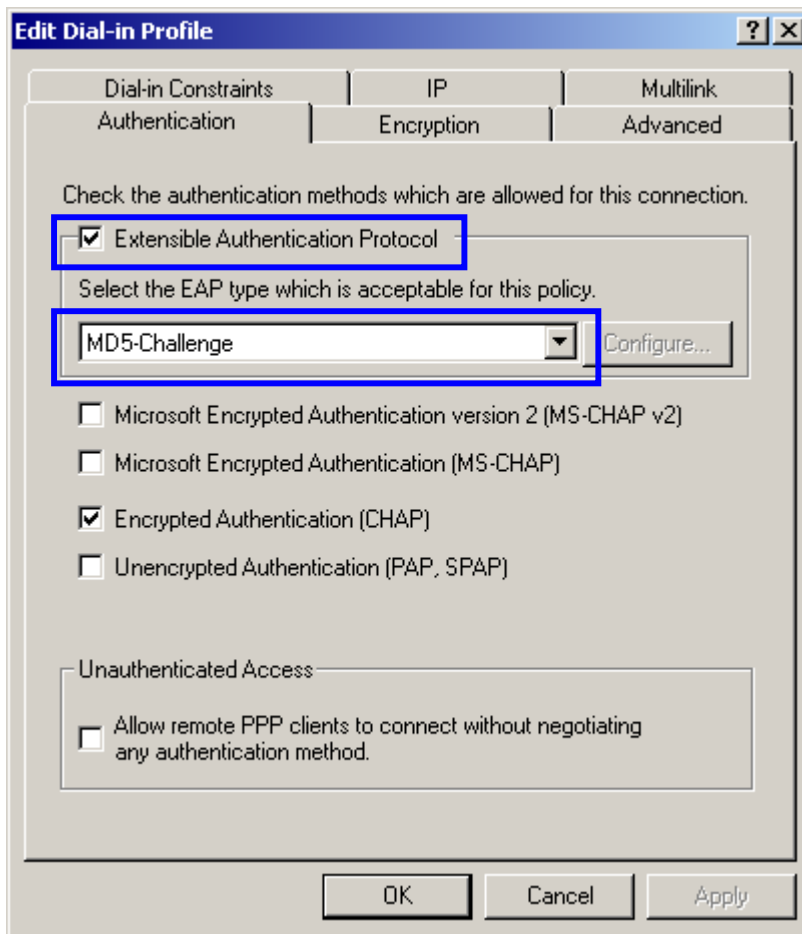 Edit Dial-in Profile
Dial-in Constraints IP Multilink
Authentication Encryption Advanced
Check the authentication methods which are allowed for this connection.
Extensible Authentication Protocol
Select the EAP type which is acceptable for this policy.
MD5-Challenge Configure...
Microsoft Encrypted Authentication version 2 (MS-CHAP v2)
Microsoft Encrypted Authentication (MS-CHAP)
Encrypted Authentication (CHAP)
Unencrypted Authentication (PAP, SPAP)
Unauthenticated Access
Allow remote PPP clients to connect without negotiating
any authentication method.
OK Cancel Apply